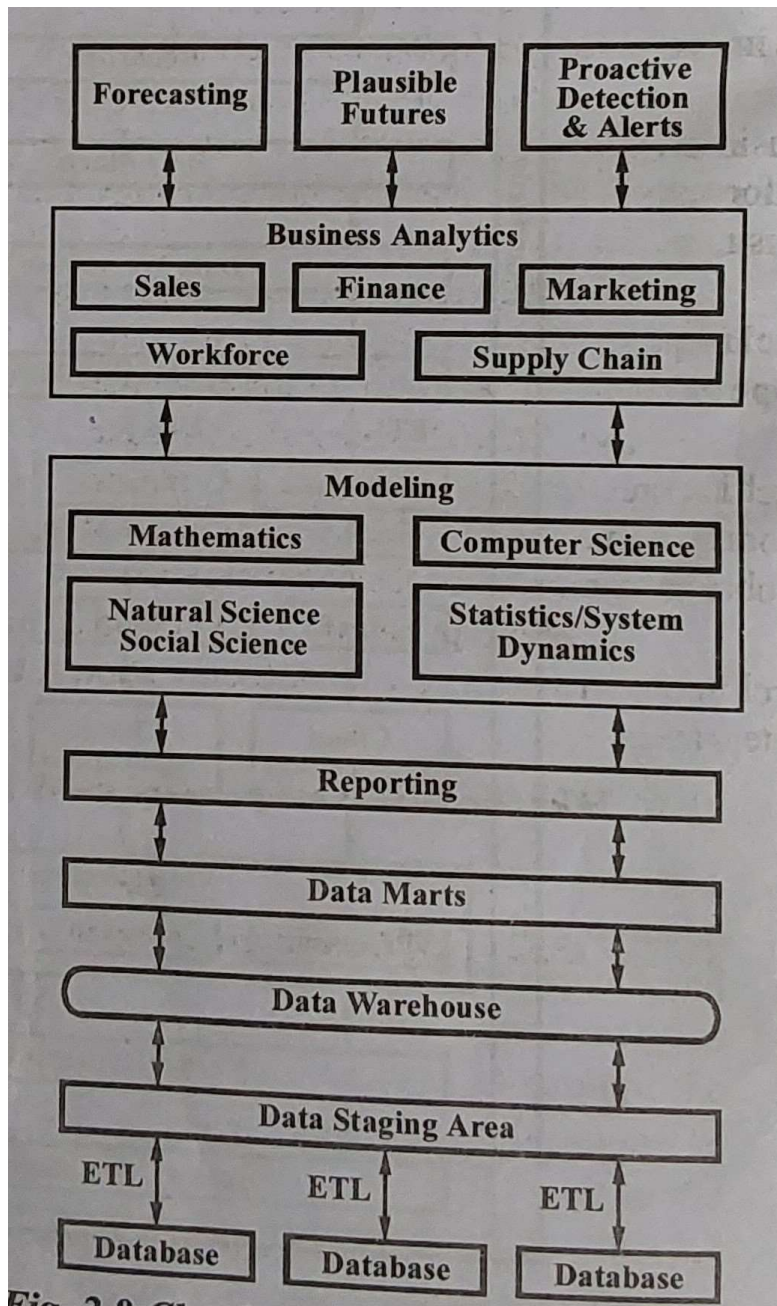 Forecasting
Plausible
Futures
Proactive
Detection
& Alerts
Business Analytics
Sales
Finance
Marketing
Workforce
Supply Chain
Modeling
Mathematics
Computer Science
Natural Science
Social Science
Statistics/System
Dynamics
Reporting
Data Marts
Data Warehouse
Data Staging Area
ETL
ETL
ETL
Database
Database
Database